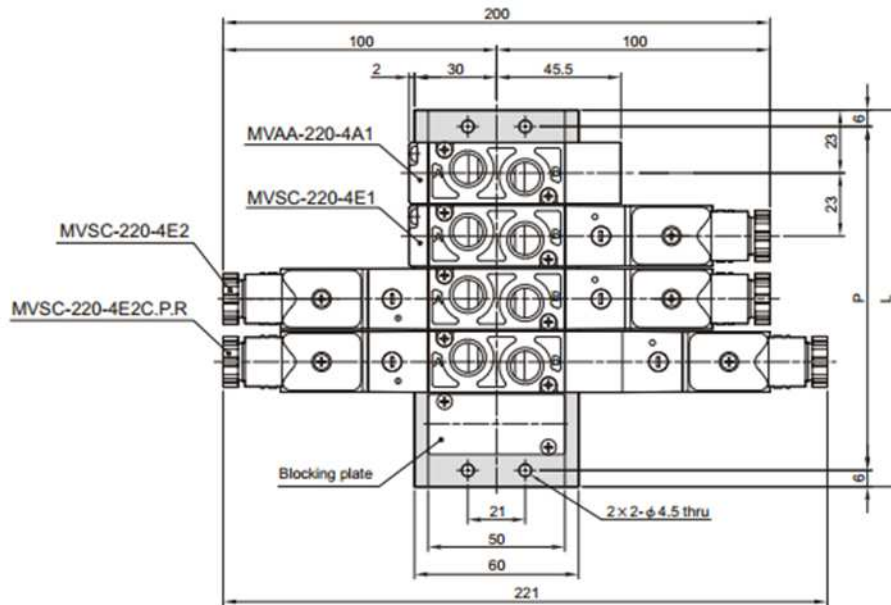 200
100 100
2 30 45.5
6
MVAA-220-4A1
23
MVSC-220-4E1
23
MVSC-220-4E2
MVSC-220-4E2C.P.R
P L
Blocking plate
6
21 2×2-ϕ4.5 thru
50
60
221